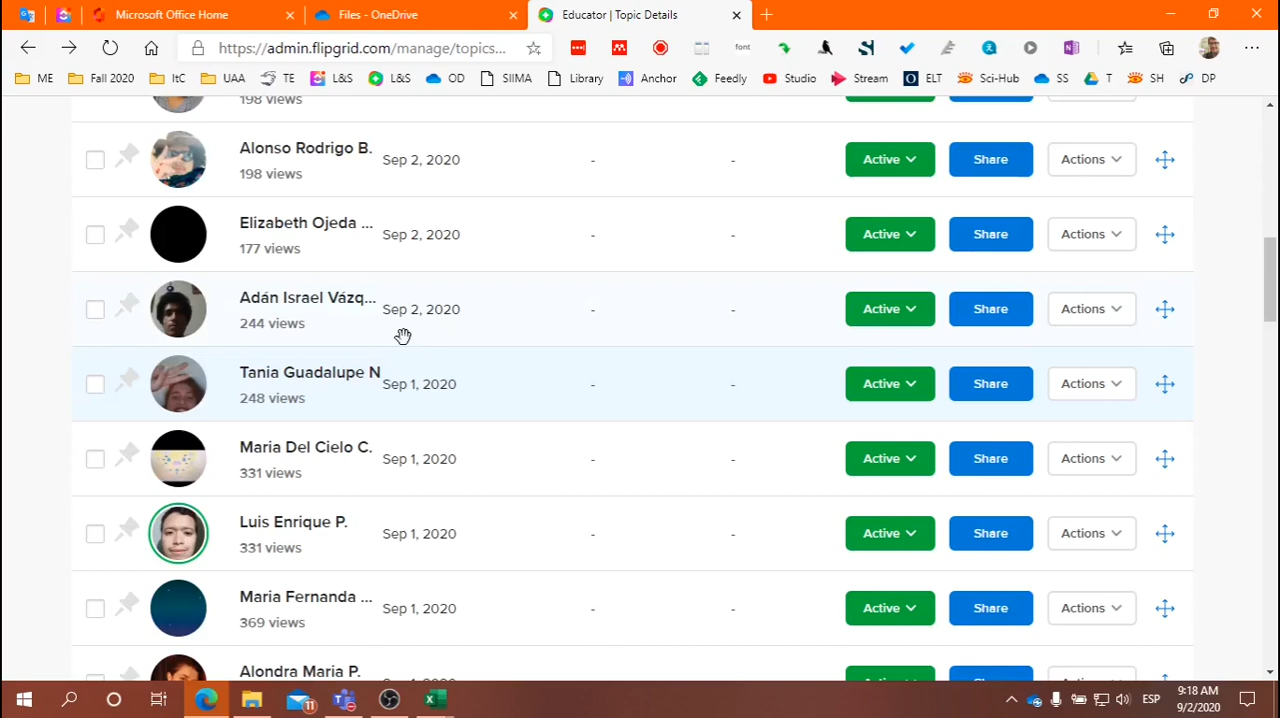 Microsoft Office Home
Files - OneDrive
Educator | Topic Details
https://admin.flipgrid.com/manage/topics...
font
ME
Fall 2020
ItC
UAA
TE
L&S
L&S
OD
SIIMA
Library
Anchor
Feedly
Studio
Stream
ELT
Sci-Hub
SS
T
SH
DP
198 views
Alonso Rodrigo B.
198 views
Sep 2, 2020
-
-
Active
Share
Actions
Elizabeth Ojeda ...
177 views
Sep 2, 2020
-
-
Active
Share
Actions
Adán Israel Vázq...
244 views
Sep 2, 2020
-
-
Active
Share
Actions
Tania Guadalupe N
248 views
Sep 1, 2020
-
-
Active
Share
Actions
Maria Del Cielo C.
331 views
Sep 1, 2020
-
-
Active
Share
Actions
Luis Enrique P.
331 views
Sep 1, 2020
-
-
Active
Share
Actions
Maria Fernanda ...
369 views
Sep 1, 2020
-
-
Active
Share
Actions
Alondra Maria P.
11
ESP
9:18 AM
9/2/2020